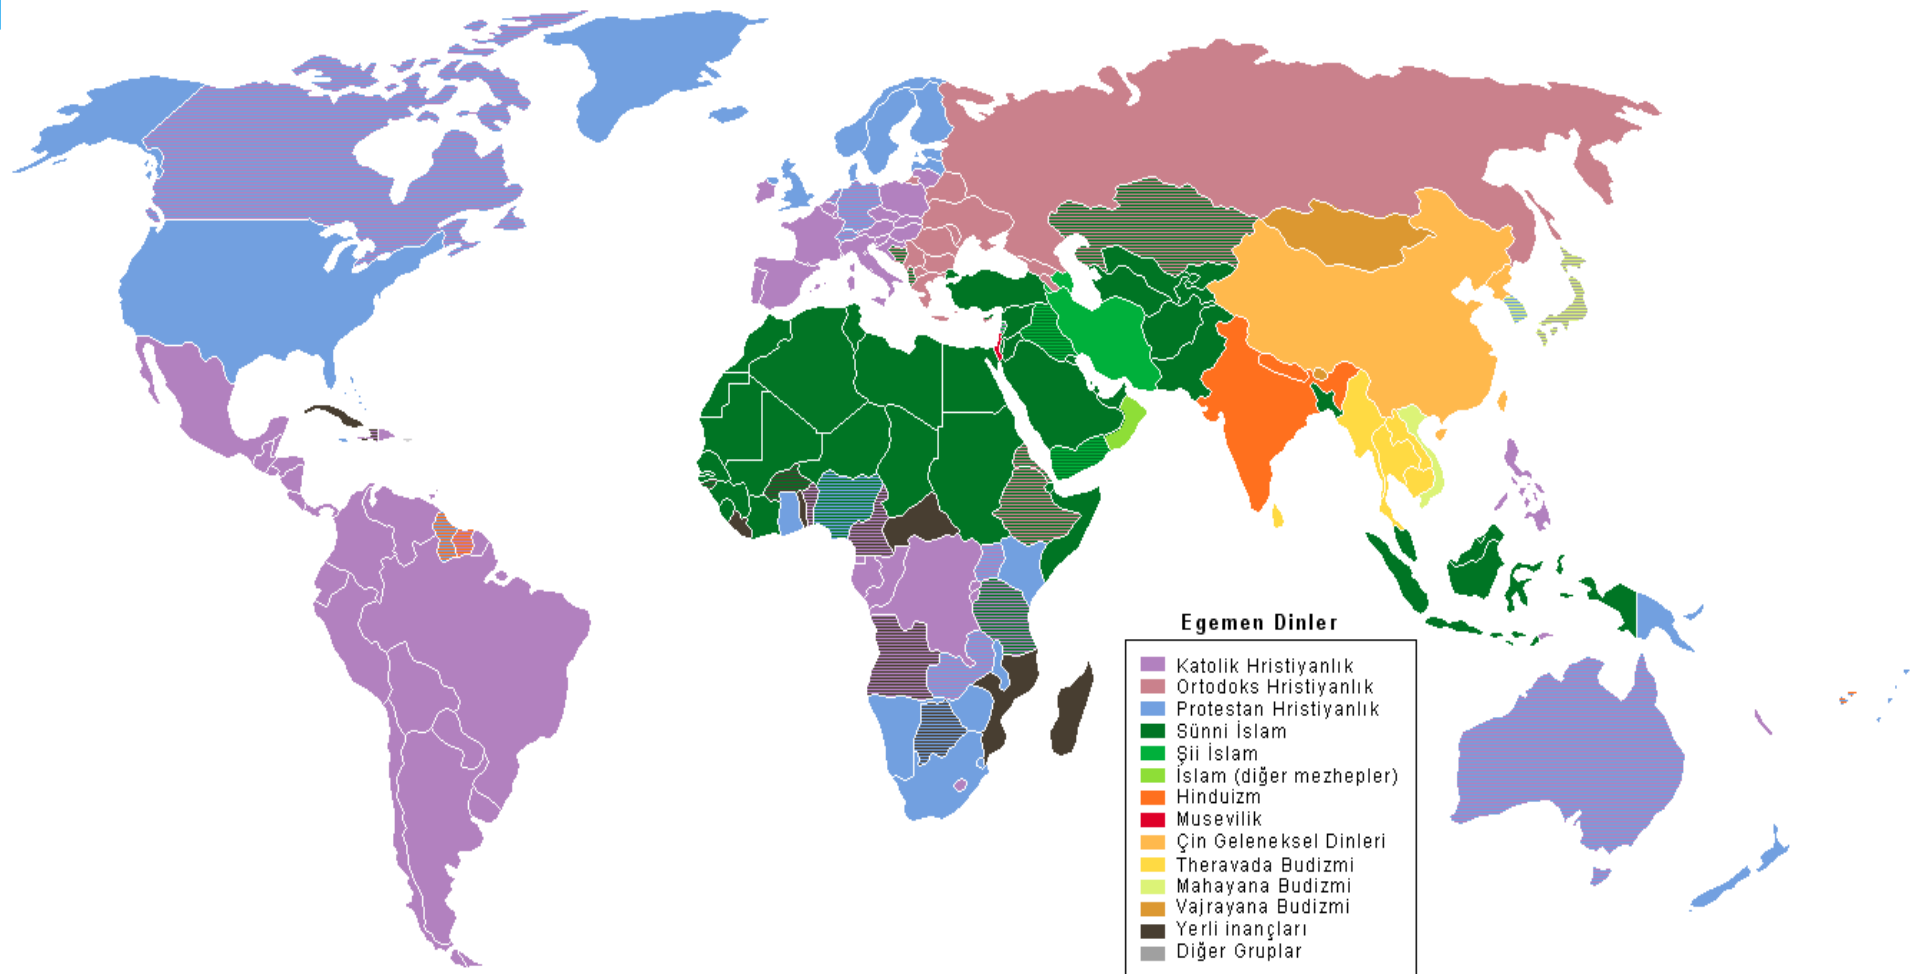 Egemen Dinler
Katolik Hristiyanlık
Ortodoks Hristiyanlık
Protestan Hristiyanlık
Sünni İslam
Şii İslam
İslam (diğer mezhepler)
Hinduizm
Musevilik
Çin Geleneksel Dinleri
Theravada Budizmi
Mahayana Budizmi
Vajrayana Budizmi
Yerli inançları
Diğer Gruplar